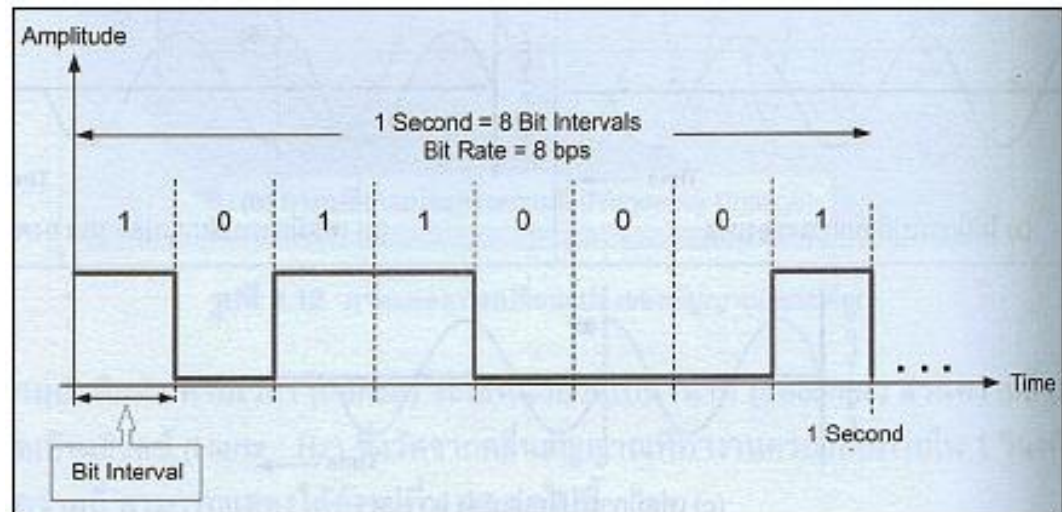 Amplitude
1 Second = 8 Bit Intervals
Bit Rate = 8 bps
1 0 1 1 0 0 0 1
...
Time
1 Second
Bit Interval